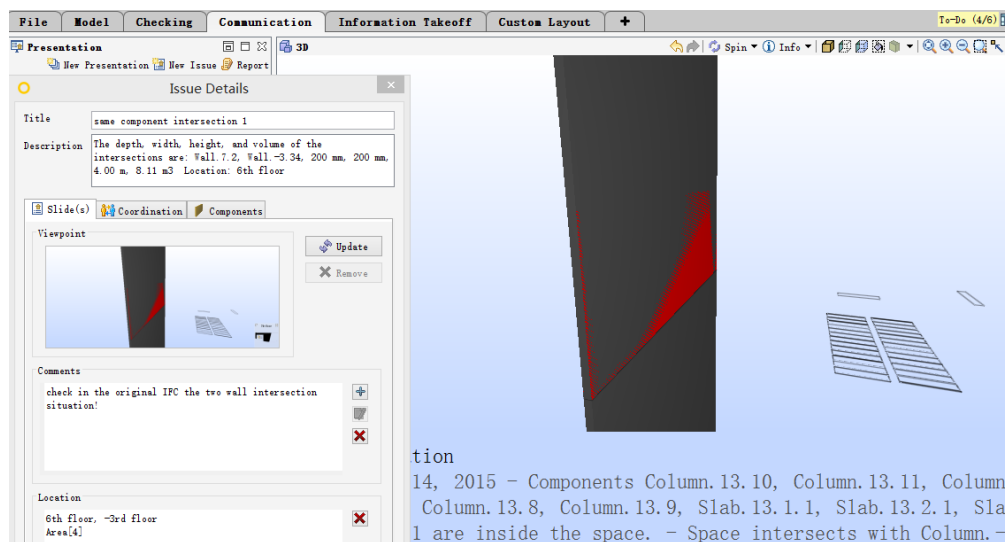 File Model Checking Communication Information Takeoff Custom Layout + To-Do (4/6)
Presentation
3D
Spin Info
New Presentation New Issue Report
Issue Details
Title
same component intersection 1
Description
The depth, width, height, and volume of the
intersections are: Wall.7.2, Wall.-3.34, 200 mm, 200 mm,
4.00 m, 8.11 m3 Location: 6th floor
Slide(s) Coordination Components
Viewpoint
Update
Remove
Comments
check in the original IFC the two wall intersection
situation!
Location
6th floor, -3rd floor
Area[4]
tion
14, 2015 - Components Column.13.10, Column.13.11, Column
Column.13.8, Column.13.9, Slab.13.1.1, Slab.13.2.1, Sla
l are inside the space. - Space intersects with Column.-